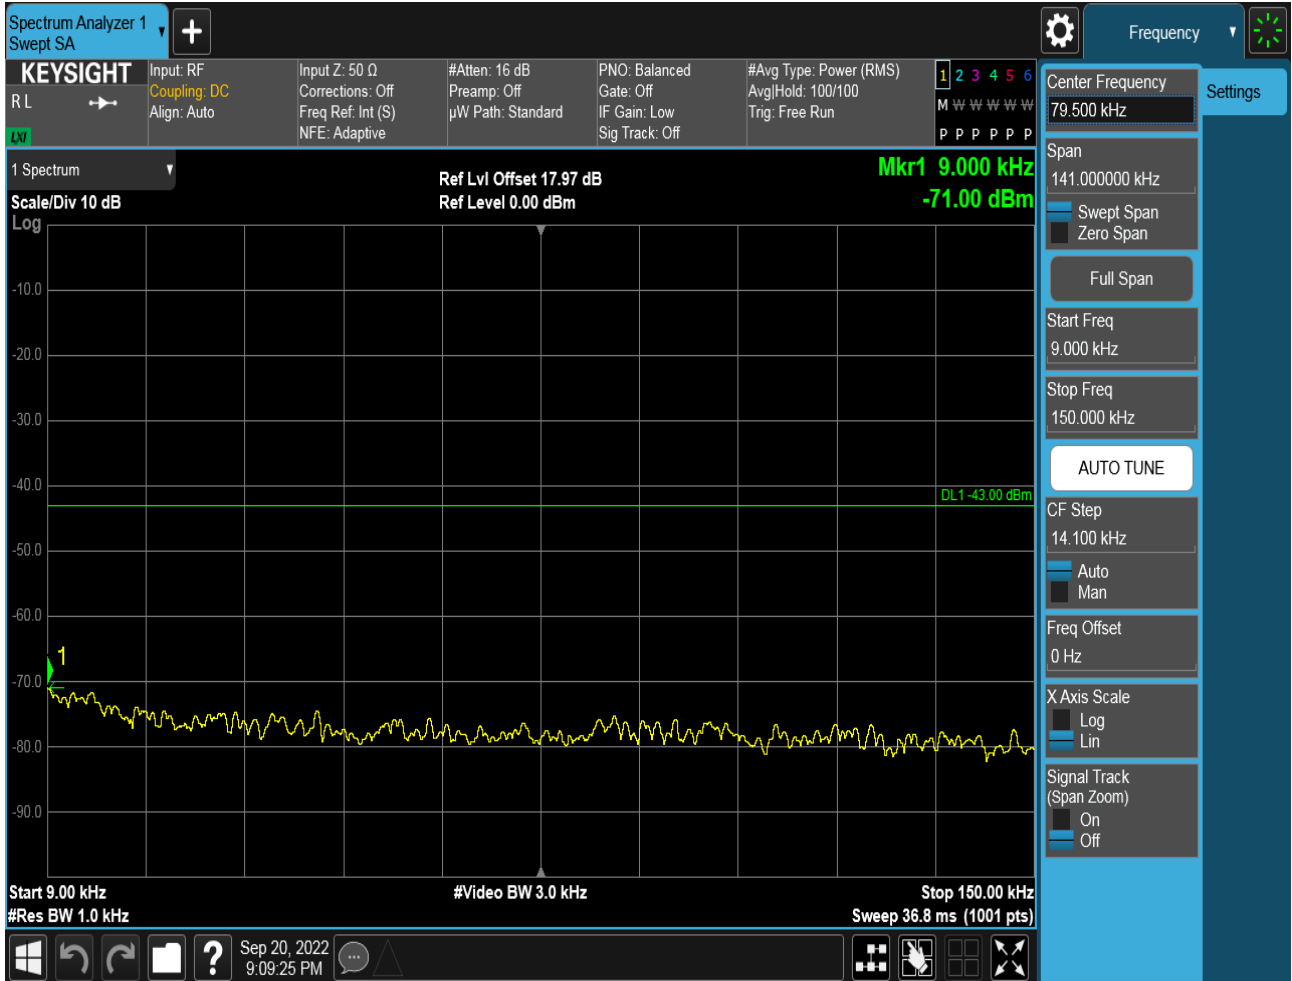 Spectrum Analyzer 1
Swept SA
Frequency
KEYSIGHT
R L
LXI
Input: RF
Coupling: DC
Align: Auto
Input Z: 50 Ω
Corrections: Off
Freq Ref: Int (S)
NFE: Adaptive
#Atten: 16 dB
Preamp: Off
µW Path: Standard
PNO: Balanced
Gate: Off
IF Gain: Low
Sig Track: Off
#Avg Type: Power (RMS)
Avg|Hold: 100/100
Trig: Free Run
1 2 3 4 5 6
M W W W W W
P P P P P P
1 Spectrum
Scale/Div 10 dB
Log
Ref Lvl Offset 17.97 dB
Ref Level 0.00 dBm
Mkr1 9.000 kHz
-71.00 dBm
-10.0
-20.0
-30.0
-40.0
DL1 -43.00 dBm
-50.0
-60.0
1
-70.0
-80.0
-90.0
Start 9.00 kHz
#Video BW 3.0 kHz
Stop 150.00 kHz
#Res BW 1.0 kHz
Sweep 36.8 ms (1001 pts)
?
Sep 20, 2022
9:09:25 PM
Center Frequency
79.500 kHz
Settings
Span
141.000000 kHz
Swept Span
Zero Span
Full Span
Start Freq
9.000 kHz
Stop Freq
150.000 kHz
AUTO TUNE
CF Step
14.100 kHz
Auto
Man
Freq Offset
0 Hz
X Axis Scale
Log
Lin
Signal Track
(Span Zoom)
On
Off